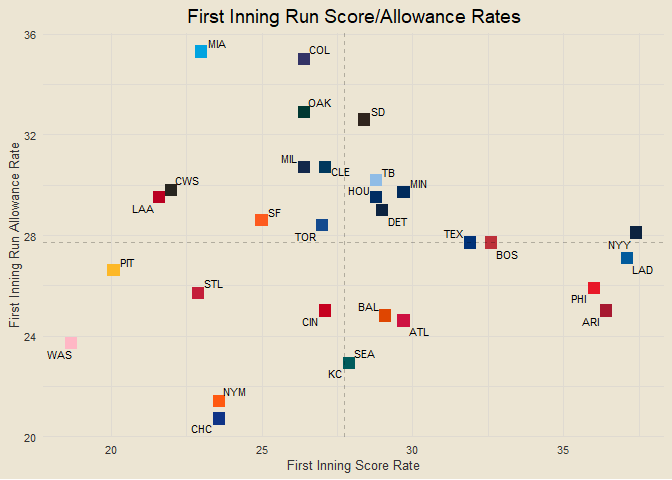 First Inning Run Score/Allowance Rates
36
MIA
COL
OAK
SD
32
MIL
CLE
TB
CWS
HOU
MIN
LAA
DET
SF
First Inning Run Allowance Rate
28
TOR
TEX
BOS
NYY
PIT
LAD
STL
PHI
CIN
BAL
ATL
ARI
24
WAS
SEA
KC
NYM
CHC
20
20
25
30
35
First Inning Score Rate